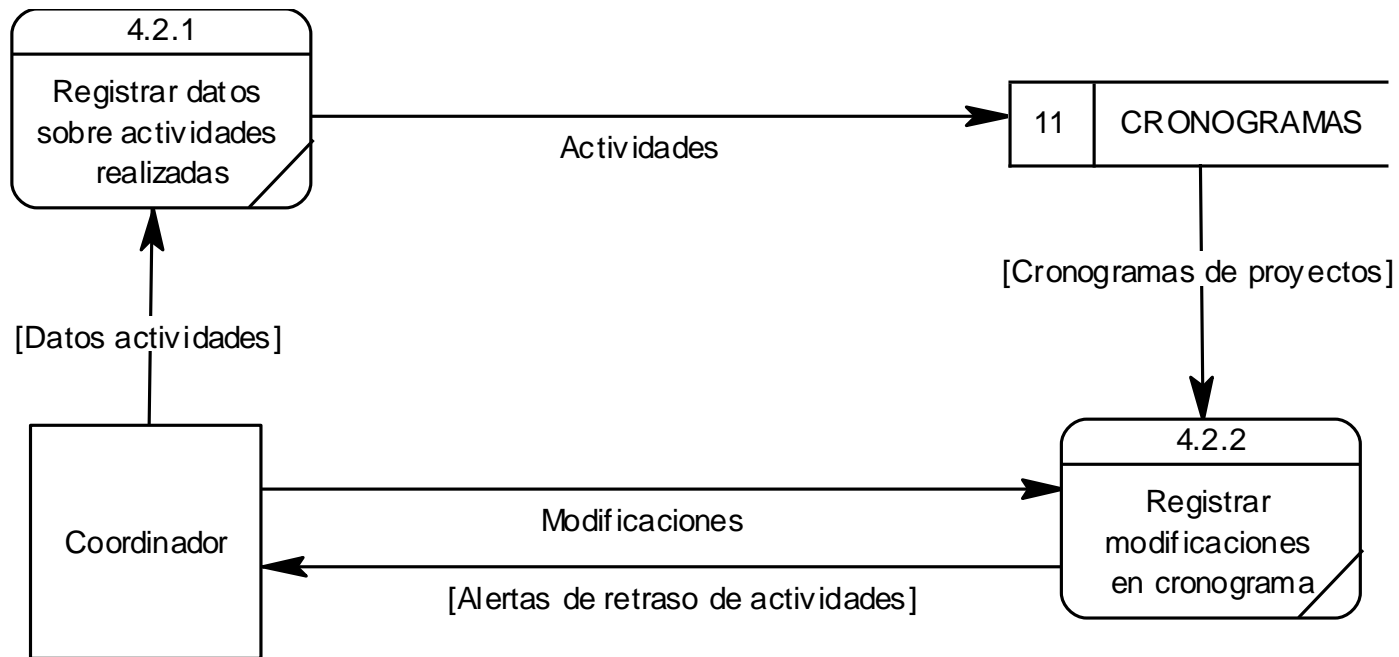 4.2.1
Registrar datos
sobre actividades
realizadas
Actividades
11 CRONOGRAMAS
[Cronogramas de proyectos]
[Datos actividades]
4.2.2
Registrar
modificaciones
en cronograma
Modificaciones
Coordinador
[Alertas de retraso de actividades]